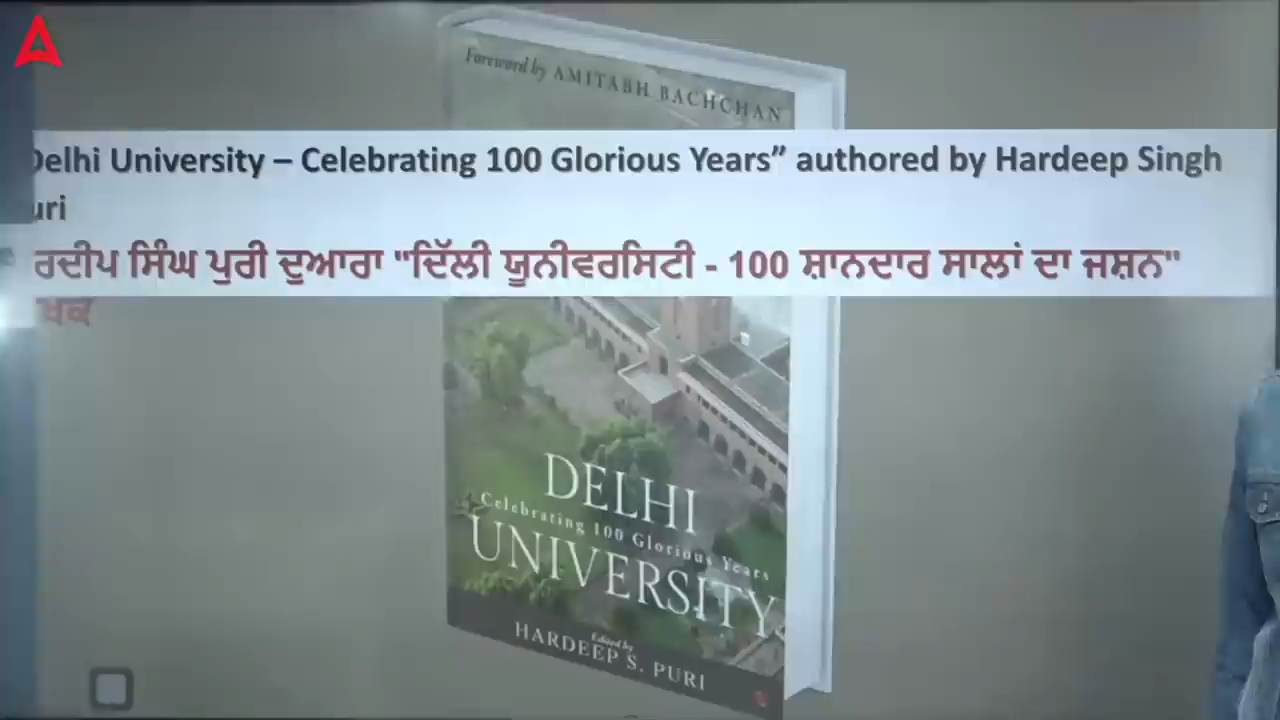 Foreword by AMITABH BACHCHAN
Delhi University – Celebrating 100 Glorious Years” authored by Hardeep Singh
uri
ਰਦੀਪ ਸਿੰਘ ਪੁਰੀ ਦੁਆਰਾ "ਦਿੱਲੀ ਯੂਨੀਵਰਸਿਟੀ - 100 ਸ਼ਾਨਦਾਰ ਸਾਲਾਂ ਦਾ ਜਸ਼ਨ"
ਖਕ
DELHI
Celebrating 100 Glorious Years
UNIVERSITY
Edited by
HARDEEP S. PURI